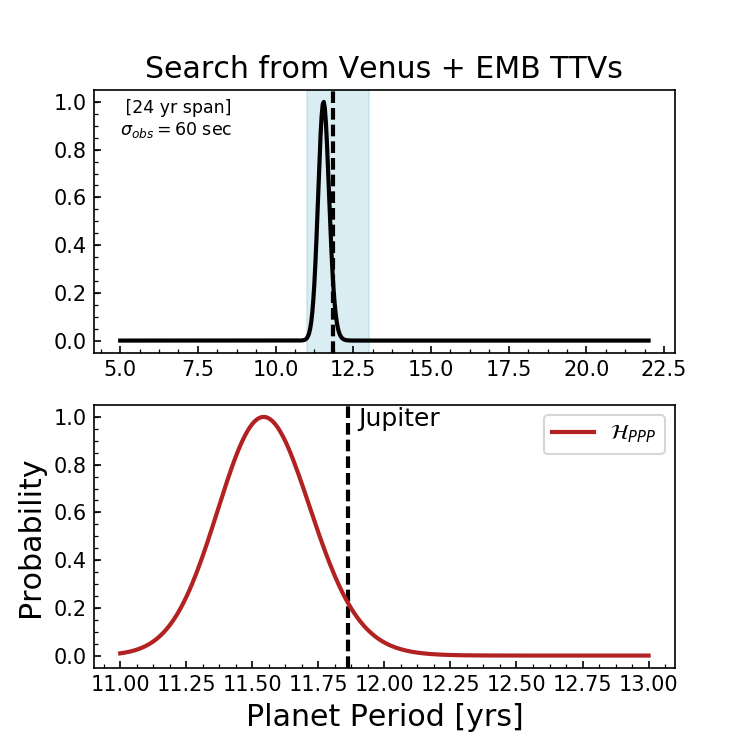 Search from Venus + EMB TTVs
[24 yr span]
σ_obs = 60 sec
1.0
0.8
0.6
0.4
0.2
0.0
5.0 7.5 10.0 12.5 15.0 17.5 20.0 22.5
Jupiter
ℋ_PPP
Probability
1.0
0.8
0.6
0.4
0.2
0.0
11.00 11.25 11.50 11.75 12.00 12.25 12.50 12.75 13.00
Planet Period [yrs]